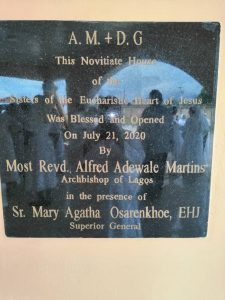 A. M. + D. G
This Novitiate House
of the
Sisters of the Eucharistic Heart of Jesus
Was Blessed and Opened
On July 21, 2020
By
Most Revd. Alfred Adewale Martins
Archbishop of Lagos
in the presence of
Sr. Mary Agatha Osarenkhoe, EHJ
Superior General